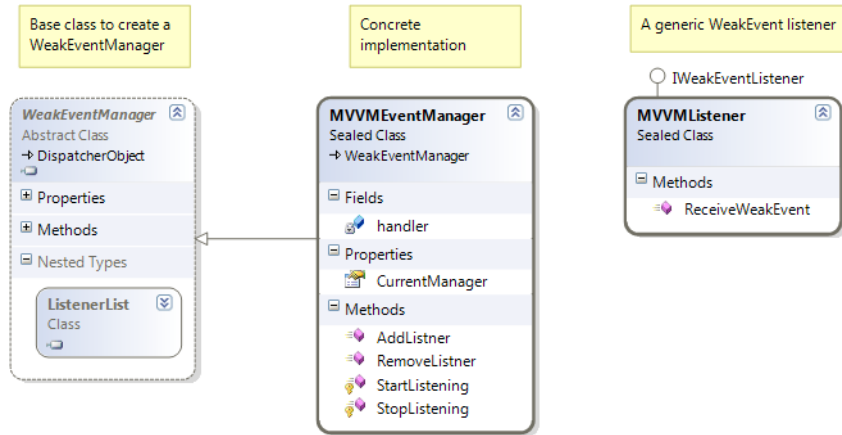 Base class to create a
WeakEventManager
Concrete
implementation
A generic WeakEvent listener
IWeakEventListener
WeakEventManager
Abstract Class
DispatcherObject
Properties
Methods
Nested Types
ListenerList
Class
MVVMEventManager
Sealed Class
WeakEventManager
Fields
handler
Properties
CurrentManager
Methods
AddListner
RemoveListner
StartListening
StopListening
MVVMListener
Sealed Class
Methods
ReceiveWeakEvent